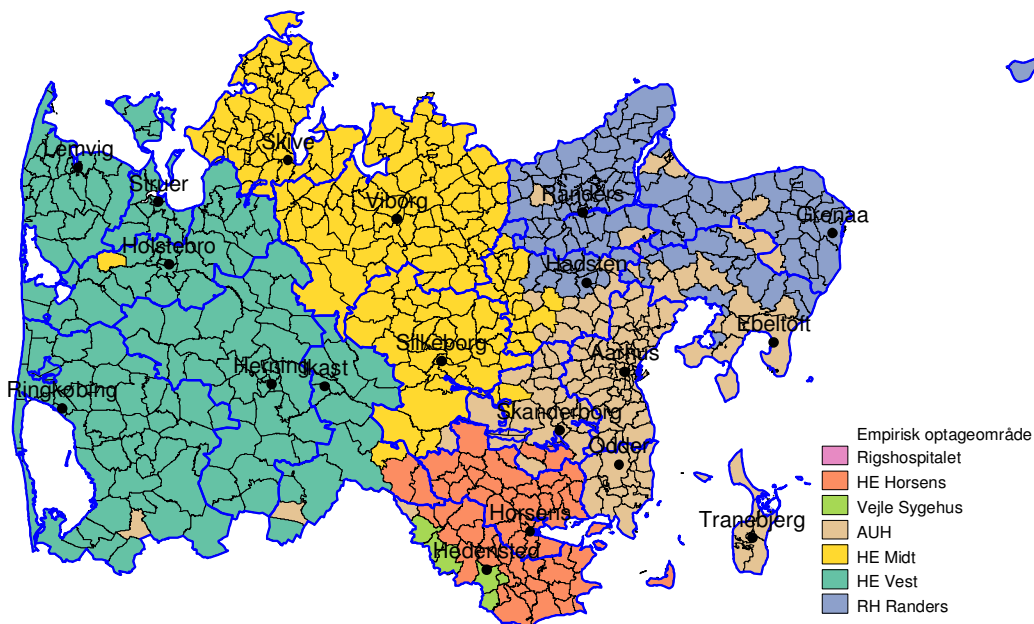 Skive
Lemvig
Struer
Viborg
Randers
Grenaa
Holstebro
Hadsten
Ebeltoft
Silkeborg
Aarhus
Herning
Ikast
Ringkøbing
Skanderborg
Odder
Horsens
Tranebjerg
Hedensted
Empirisk optageområde
Rigshospitalet
HE Horsens
Vejle Sygehus
AUH
HE Midt
HE Vest
RH Randers